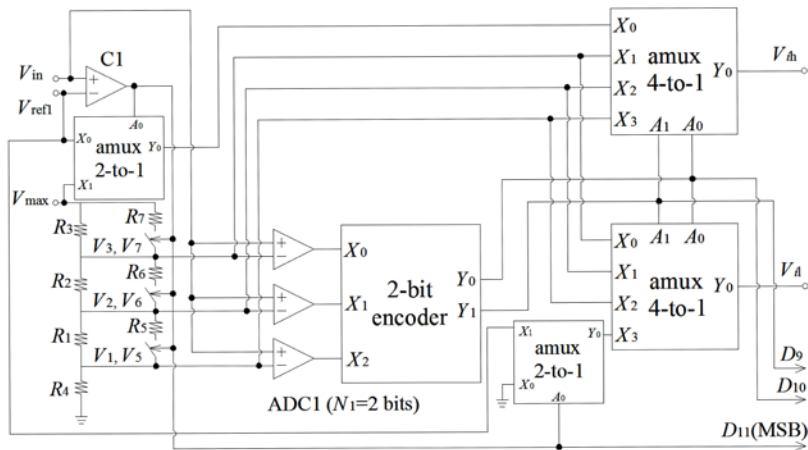 C1
Vin
Vref1
Vmax
A0
X0
Y0
amux
2-to-1
X1
R3
R7
V3, V7
R6
R2
V2, V6
R5
R1
V1, V5
R4
X0
X1
X2
2-bit
encoder
Y0
Y1
ADC1 (N1=2 bits)
X0
X1
X2
X3
amux
4-to-1
Y0
A1
A0
Vfh
A1
A0
X0
X1
X2
X3
amux
4-to-1
Y0
Vfl
X1
X0
Y0
amux
2-to-1
A0
D9
D10
D11(MSB)